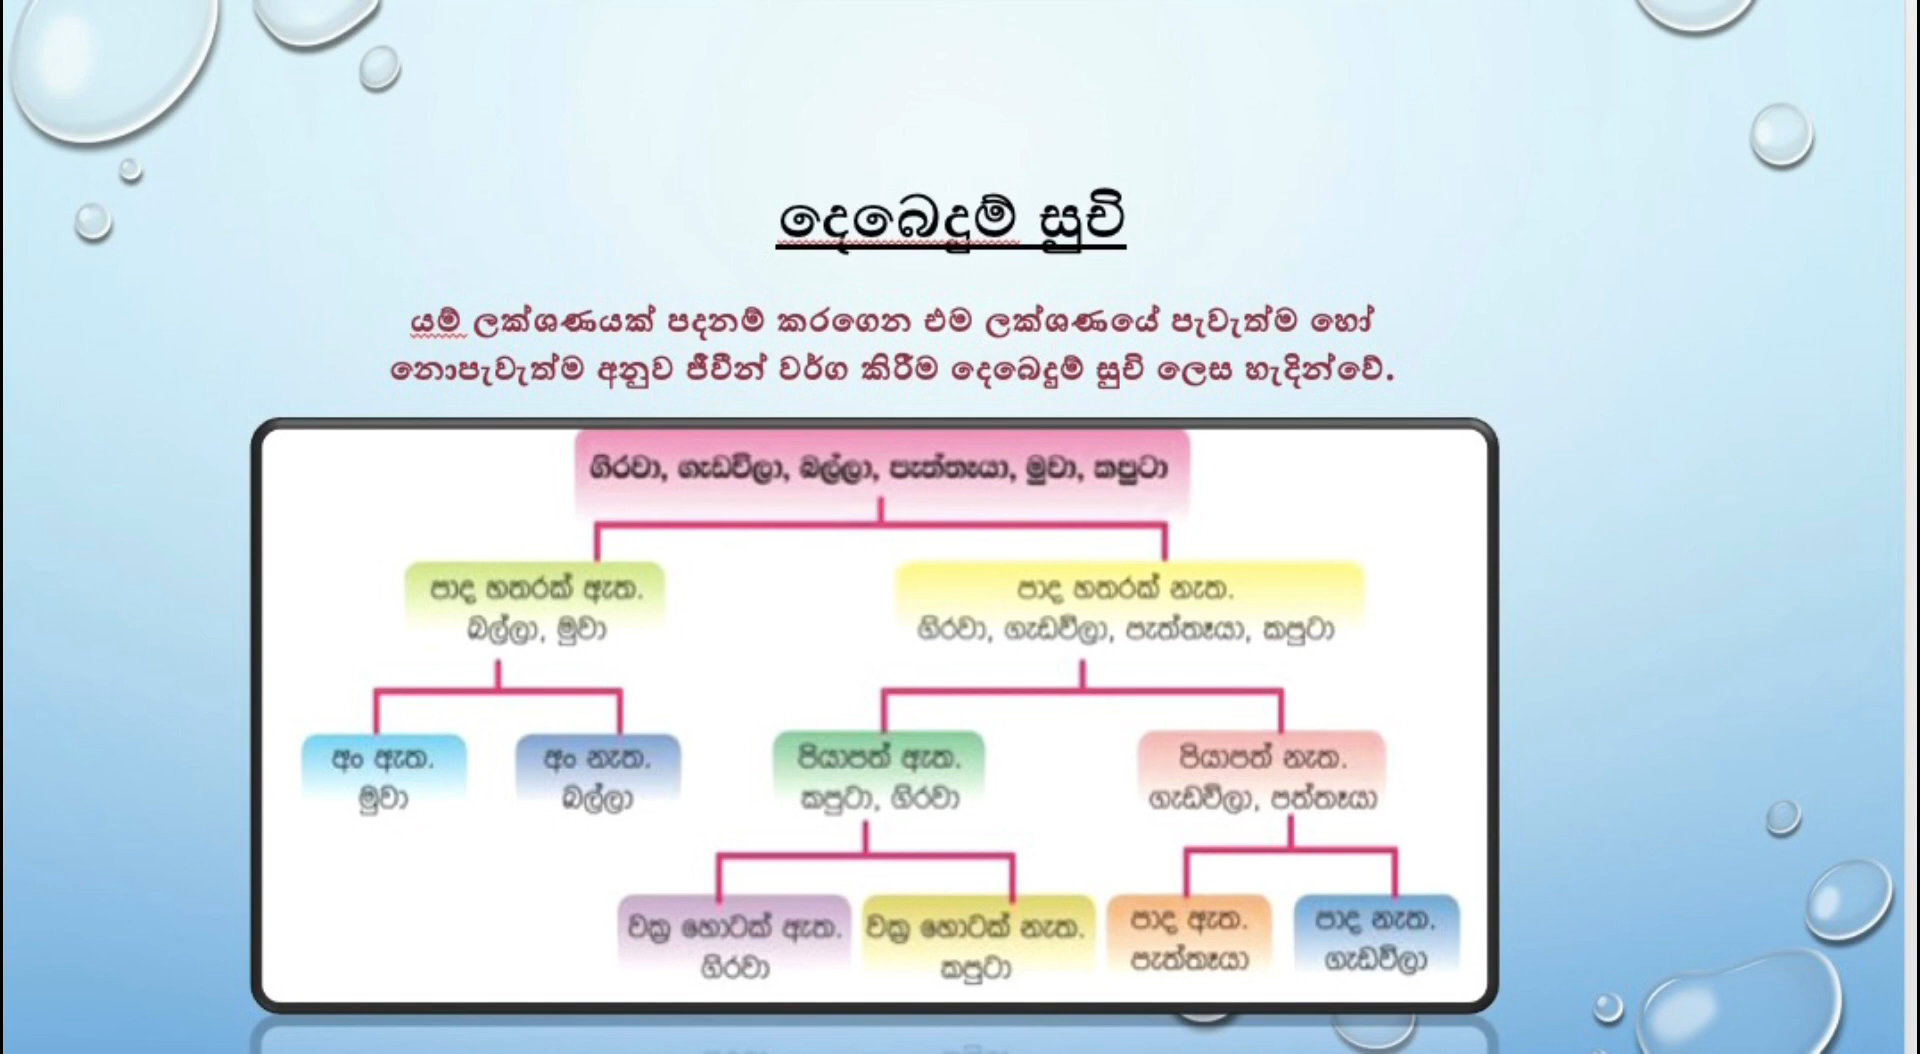 දෙබෙදුම් සුචි
යම් ලක්ශණයක් පදනම් කරගෙන එම ලක්ශණයේ පැවැත්ම හෝ
නොපැවැත්ම අනුව ජීවීන් වර්ග කිරීම දෙබෙදුම් සුචි ලෙස හැදින්වේ.
ගිරවා, ගැඩවිලා, බල්ලා, පැත්තෑයා, මුවා, කපුටා
පාද හතරක් ඇත.
බල්ලා, මුවා
පාද හතරක් නැත.
ගිරවා, ගැඩවිලා, පැත්තෑයා, කපුටා
අං ඇත.
මුවා
අං නැත.
බල්ලා
පියාපත් ඇත.
කපුටා, ගිරවා
පියාපත් නැත.
ගැඩවිලා, පත්තෑයා
වක්‍ර හොටක් ඇත.
ගිරවා
වක්‍ර හොටක් නැත.
කපුටා
පාද ඇත.
පැත්තෑයා
පාද නැත.
ගැඩවිලා